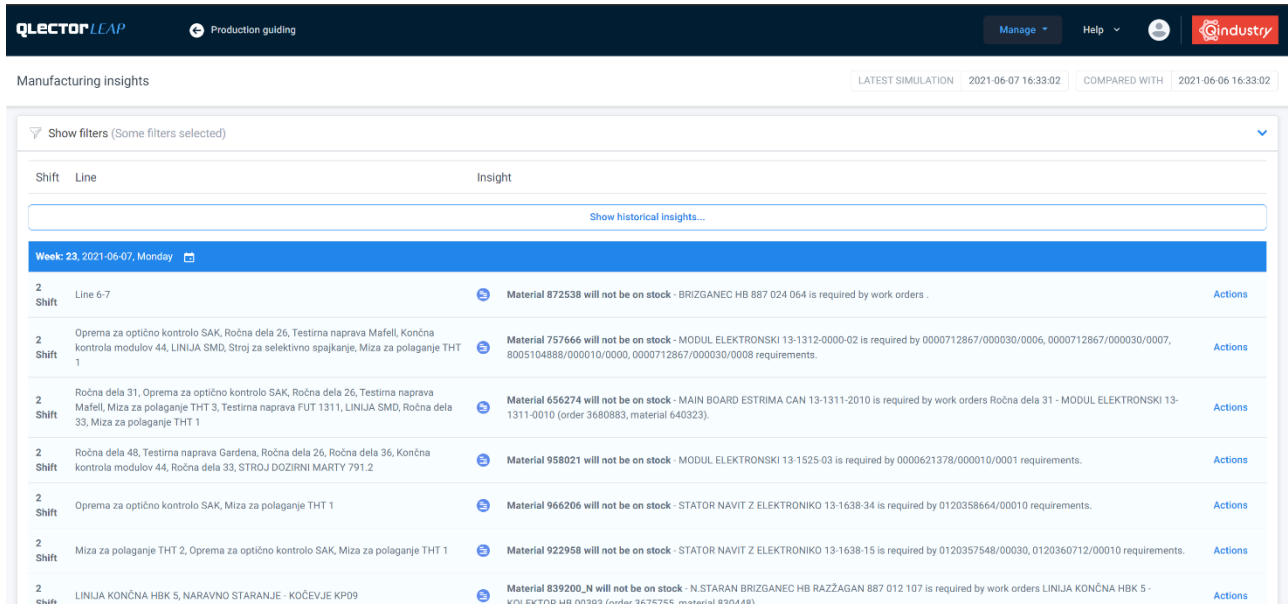 QLECTOR LEAP Production guiding Manage Help Qindustry
Manufacturing insights LATEST SIMULATION 2021-06-07 16:33:02 COMPARED WITH 2021-06-06 16:33:02
Show filters (Some filters selected)
Shift Line Insight
Show historical insights...
Week: 23, 2021-06-07, Monday
2 Shift
Line 6-7
Material 872538 will not be on stock - BRIZGANEC HB 887 024 064 is required by work orders .
Actions
2 Shift
Oprema za optično kontrolo SAK, Ročna dela 26, Testirna naprava Mafell, Končna
kontrola modulov 44, LINIJA SMD, Stroj za selektivno spajkanje, Miza za polaganje THT
1
Material 757666 will not be on stock - MODUL ELEKTRONSKI 13-1312-0000-02 is required by 0000712867/000030/0006, 0000712867/000030/0007,
8005104888/000010/0000, 0000712867/000030/0008 requirements.
Actions
2 Shift
Ročna dela 31, Oprema za optično kontrolo SAK, Ročna dela 26, Testirna naprava
Mafell, Miza za polaganje THT 3, Testirna naprava FUT 1311, LINIJA SMD, Ročna dela
33, Miza za polaganje THT 1
Material 656274 will not be on stock - MAIN BOARD ESTRIMA CAN 13-1311-2010 is required by work orders Ročna dela 31 - MODUL ELEKTRONSKI 13-
1311-0010 (order 3680883, material 640323).
Actions
2 Shift
Ročna dela 48, Testirna naprava Gardena, Ročna dela 26, Ročna dela 36, Končna
kontrola modulov 44, Ročna dela 33, STROJ DOZIRNI MARTY 791.2
Material 958021 will not be on stock - MODUL ELEKTRONSKI 13-1525-03 is required by 0000621378/000010/0001 requirements.
Actions
2 Shift
Oprema za optično kontrolo SAK, Miza za polaganje THT 1
Material 966206 will not be on stock - STATOR NAVIT Z ELEKTRONIKO 13-1638-34 is required by 0120358664/00010 requirements.
Actions
2 Shift
Miza za polaganje THT 2, Oprema za optično kontrolo SAK, Miza za polaganje THT 1
Material 922958 will not be on stock - STATOR NAVIT Z ELEKTRONIKO 13-1638-15 is required by 0120357548/00030, 0120360712/00010 requirements.
Actions
2 Shift
LINIJA KONČNA HBK 5, NARAVNO STARANJE - KOČEVJE KP09
Material 839200_N will not be on stock - N.STARAN BRIZGANEC HB RAZŽAGAN 887 012 107 is required by work orders LINIJA KONČNA HBK 5 -
KOLEKTOR HB 00393 (order 3675755, material 830448)
Actions